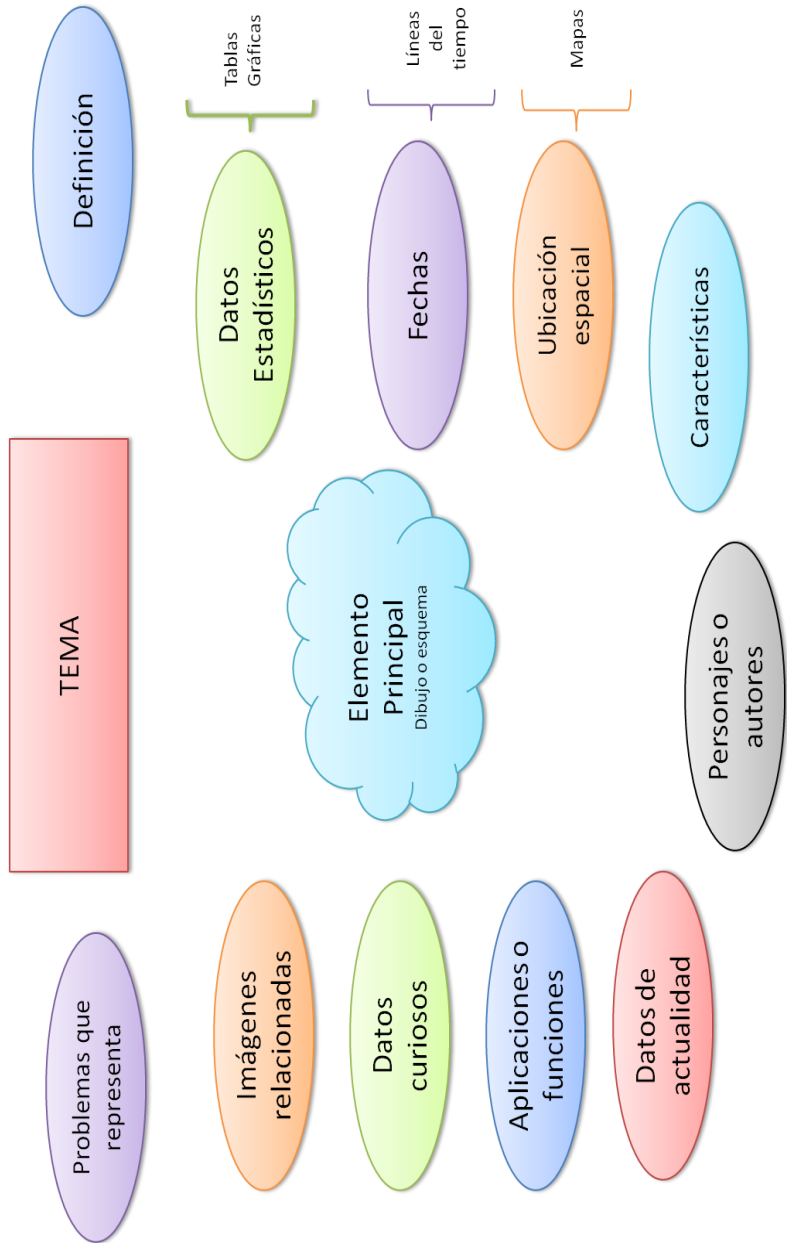 TEMA
Problemas que
representa
Definición
Imágenes
relacionadas
Datos
Estadísticos
Tablas
Gráficas
Elemento
Principal
Dibujo o esquema
Datos
curiosos
Fechas
Líneas
del
tiempo
Aplicaciones o
funciones
Ubicación
espacial
Mapas
Datos de
actualidad
Personajes o
autores
Características